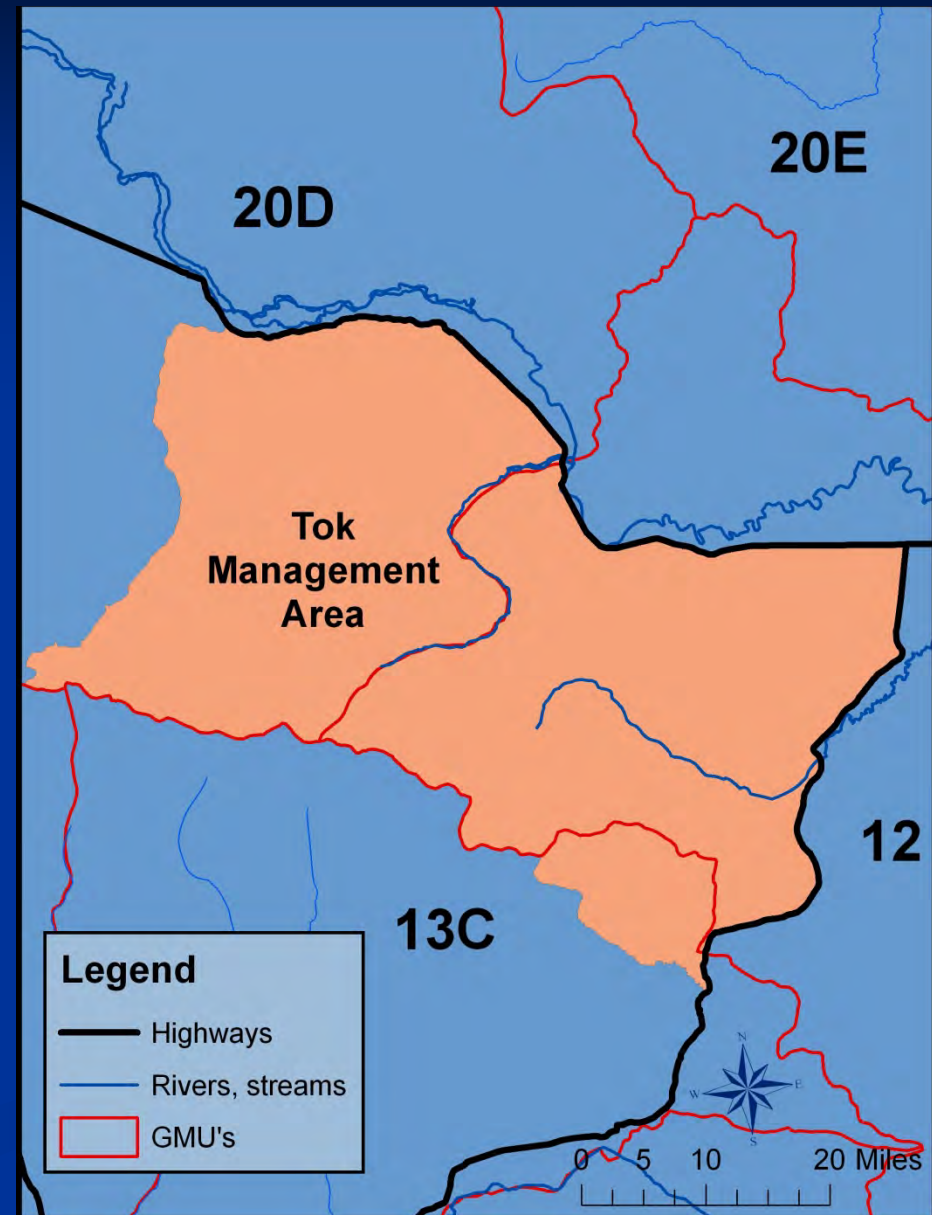 20E
20D
Tok
Management
Area
12
13C
Legend
Highways
Rivers, streams
GMU's
N
W
E
S
0 5 10 20 Miles